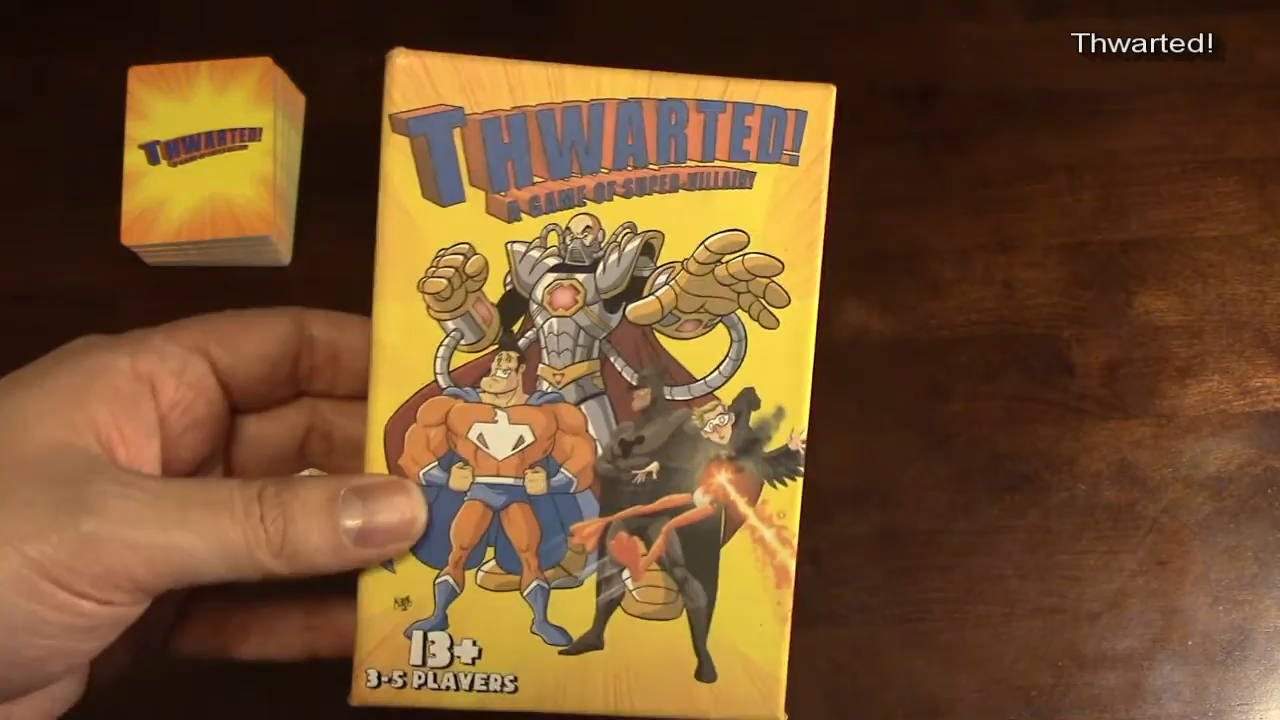 Thwarted!
THWARTED!
THWARTED!
A GAME OF SUPER-VILLAINY
13+
3-5 PLAYERS